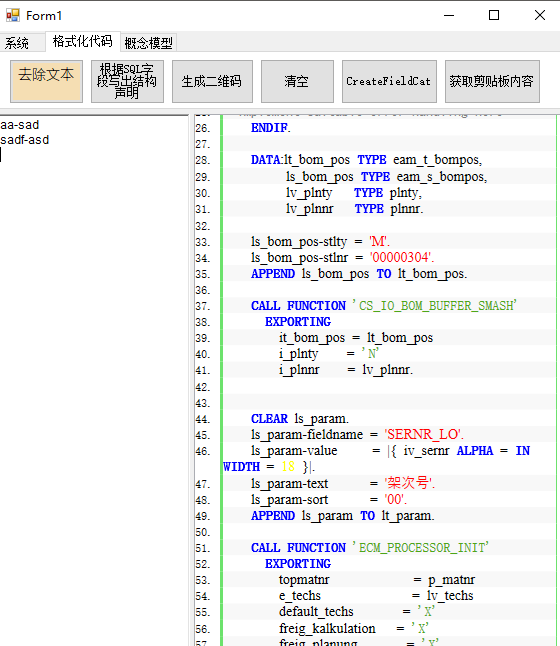 Form1
系统 格式化代码 概念模型
去除文本
根据SQL字
段写出结构
声明
生成二维码
清空
CreateFieldCat
获取剪贴板内容
aa-sad
sadf-asd
26. ENDIF.
27.
28. DATA:lt_bom_pos TYPE eam_t_bompos,
29. ls_bom_pos TYPE eam_s_bompos,
30. lv_plnty TYPE plnty,
31. lv_plnnr TYPE plnnr.
32.
33. ls_bom_pos-stlty = 'M'.
34. ls_bom_pos-stlnr = '00000304'.
35. APPEND ls_bom_pos TO lt_bom_pos.
36.
37. CALL FUNCTION 'CS_IO_BOM_BUFFER_SMASH'
38. EXPORTING
39. it_bom_pos = lt_bom_pos
40. i_plnty = 'N'
41. i_plnnr = lv_plnnr.
42.
43.
44. CLEAR ls_param.
45. ls_param-fieldname = 'SERNR_LO'.
46. ls_param-value = |{ iv_sernr ALPHA = IN
WIDTH = 18 }|.
47. ls_param-text = '架次号'.
48. ls_param-sort = '00'.
49. APPEND ls_param TO lt_param.
50.
51. CALL FUNCTION 'ECM_PROCESSOR_INIT'
52. EXPORTING
53. topmatnr = p_matnr
54. e_techs = lv_techs
55. default_techs = 'X'
56. freig_kalkulation = 'X'
57. freig_planung = 'X'